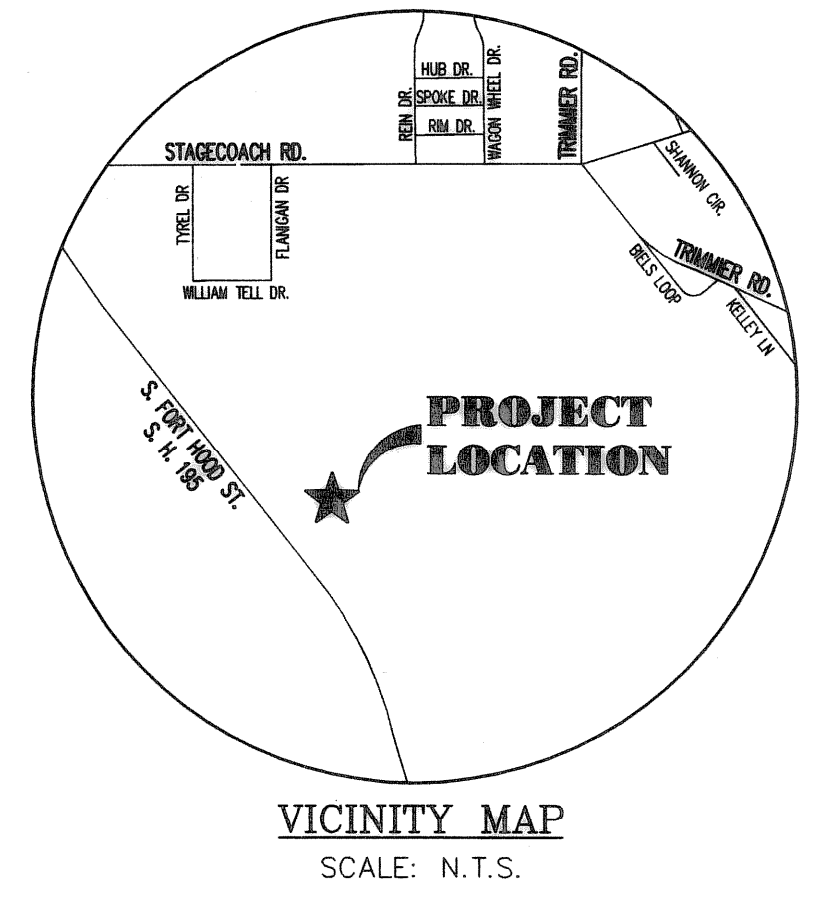 HUB DR.
SPOKE DR.
RIM DR.
REIN DR.
WAGON WHEEL DR.
TRIMMIER RD.
STAGECOACH RD.
SHANNON CIR.
TYREL DR
FLANIGAN DR
WILLIAM TELL DR.
TRIMMIER RD.
BIELS LOOP
KELLEY LN
S. FORT HOOD ST.
S. H. 195
PROJECT
LOCATION
VICINITY MAP
SCALE: N.T.S.